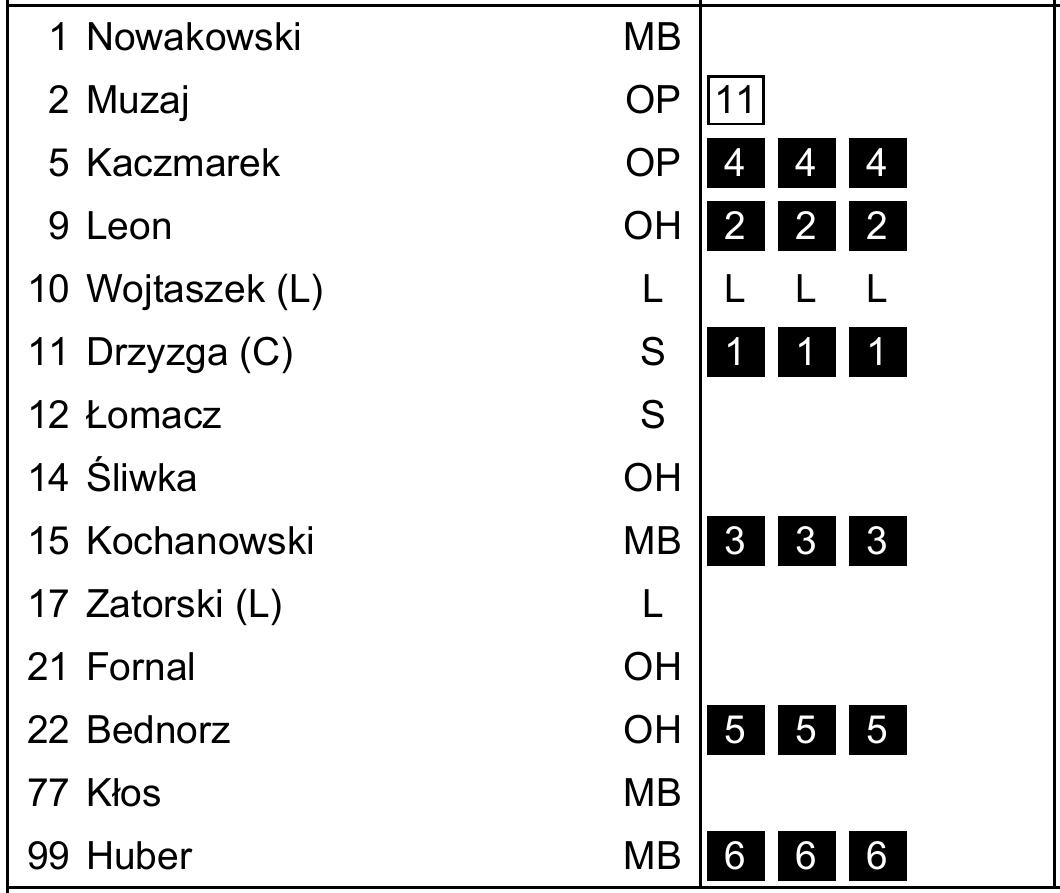 1 Nowakowski MB
2 Muzaj OP 11
5 Kaczmarek OP 4 4 4
9 Leon OH 2 2 2
10 Wojtaszek (L) L L L L
11 Drzyzga (C) S 1 1 1
12 Łomacz S
14 Śliwka OH
15 Kochanowski MB 3 3 3
17 Zatorski (L) L
21 Fornal OH
22 Bednorz OH 5 5 5
77 Kłos MB
99 Huber MB 6 6 6